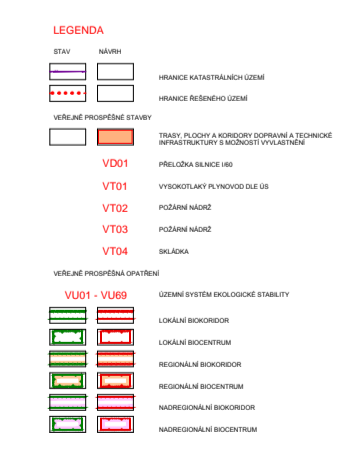 LEGENDA
STAV NÁVRH
HRANICE KATASTRÁLNÍCH ÚZEMÍ
HRANICE ŘEŠENÉHO ÚZEMÍ
VEŘEJNĚ PROSPĚŠNÉ STAVBY
TRASY, PLOCHY A KORIDORY DOPRAVNÍ A TECHNICKÉ
INFRASTRUKTURY S MOŽNOSTÍ VYVLASTNĚNÍ
VD01 PŘELOŽKA SILNICE I/60
VT01 VYSOKOTLAKÝ PLYNOVOD DLE ÚS
VT02 POŽÁRNÍ NÁDRŽ
VT03 POŽÁRNÍ NÁDRŽ
VT04 SKLÁDKA
VEŘEJNĚ PROSPĚŠNÁ OPATŘENÍ
VU01 - VU69 ÚZEMNÍ SYSTÉM EKOLOGICKÉ STABILITY
LOKÁLNÍ BIOKORIDOR
LOKÁLNÍ BIOCENTRUM
REGIONÁLNÍ BIOKORIDOR
REGIONÁLNÍ BIOCENTRUM
NADREGIONÁLNÍ BIOKORIDOR
NADREGIONÁLNÍ BIOCENTRUM